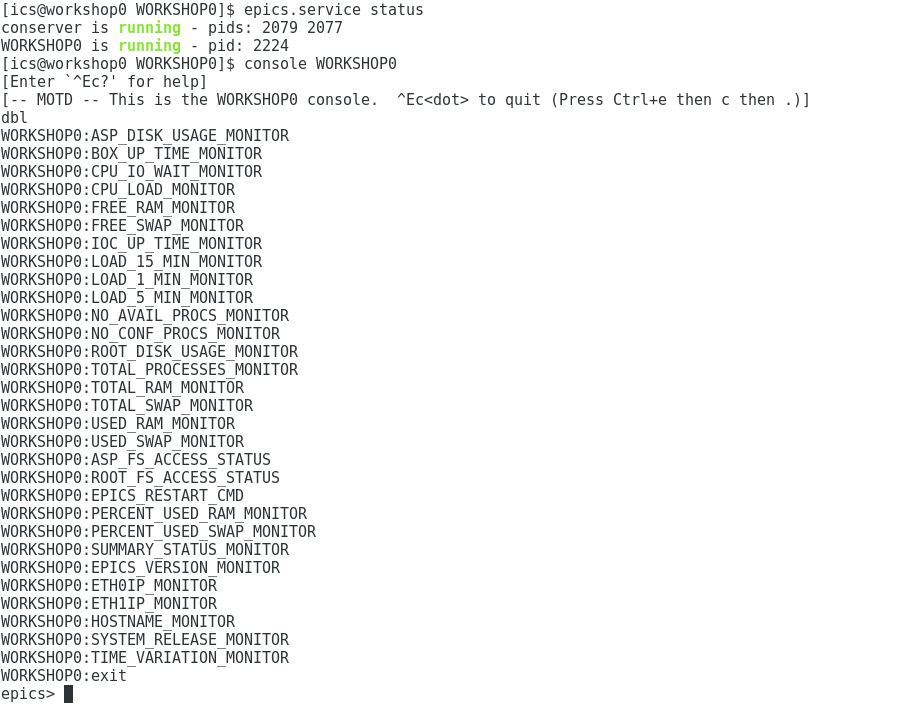 [ics@workshop0 WORKSHOP0]$ epics.service status
conserver is running - pids: 2079 2077
WORKSHOP0 is running - pid: 2224
[ics@workshop0 WORKSHOP0]$ console WORKSHOP0
[Enter `^Ec?' for help]
[-- MOTD -- This is the WORKSHOP0 console.  ^Ec<dot> to quit (Press Ctrl+e then c then .)]
dbl
WORKSHOP0:ASP_DISK_USAGE_MONITOR
WORKSHOP0:BOX_UP_TIME_MONITOR
WORKSHOP0:CPU_IO_WAIT_MONITOR
WORKSHOP0:CPU_LOAD_MONITOR
WORKSHOP0:FREE_RAM_MONITOR
WORKSHOP0:FREE_SWAP_MONITOR
WORKSHOP0:IOC_UP_TIME_MONITOR
WORKSHOP0:LOAD_15_MIN_MONITOR
WORKSHOP0:LOAD_1_MIN_MONITOR
WORKSHOP0:LOAD_5_MIN_MONITOR
WORKSHOP0:NO_AVAIL_PROCS_MONITOR
WORKSHOP0:NO_CONF_PROCS_MONITOR
WORKSHOP0:ROOT_DISK_USAGE_MONITOR
WORKSHOP0:TOTAL_PROCESSES_MONITOR
WORKSHOP0:TOTAL_RAM_MONITOR
WORKSHOP0:TOTAL_SWAP_MONITOR
WORKSHOP0:USED_RAM_MONITOR
WORKSHOP0:USED_SWAP_MONITOR
WORKSHOP0:ASP_FS_ACCESS_STATUS
WORKSHOP0:ROOT_FS_ACCESS_STATUS
WORKSHOP0:EPICS_RESTART_CMD
WORKSHOP0:PERCENT_USED_RAM_MONITOR
WORKSHOP0:PERCENT_USED_SWAP_MONITOR
WORKSHOP0:SUMMARY_STATUS_MONITOR
WORKSHOP0:EPICS_VERSION_MONITOR
WORKSHOP0:ETH0IP_MONITOR
WORKSHOP0:ETH1IP_MONITOR
WORKSHOP0:HOSTNAME_MONITOR
WORKSHOP0:SYSTEM_RELEASE_MONITOR
WORKSHOP0:TIME_VARIATION_MONITOR
WORKSHOP0:exit
epics>